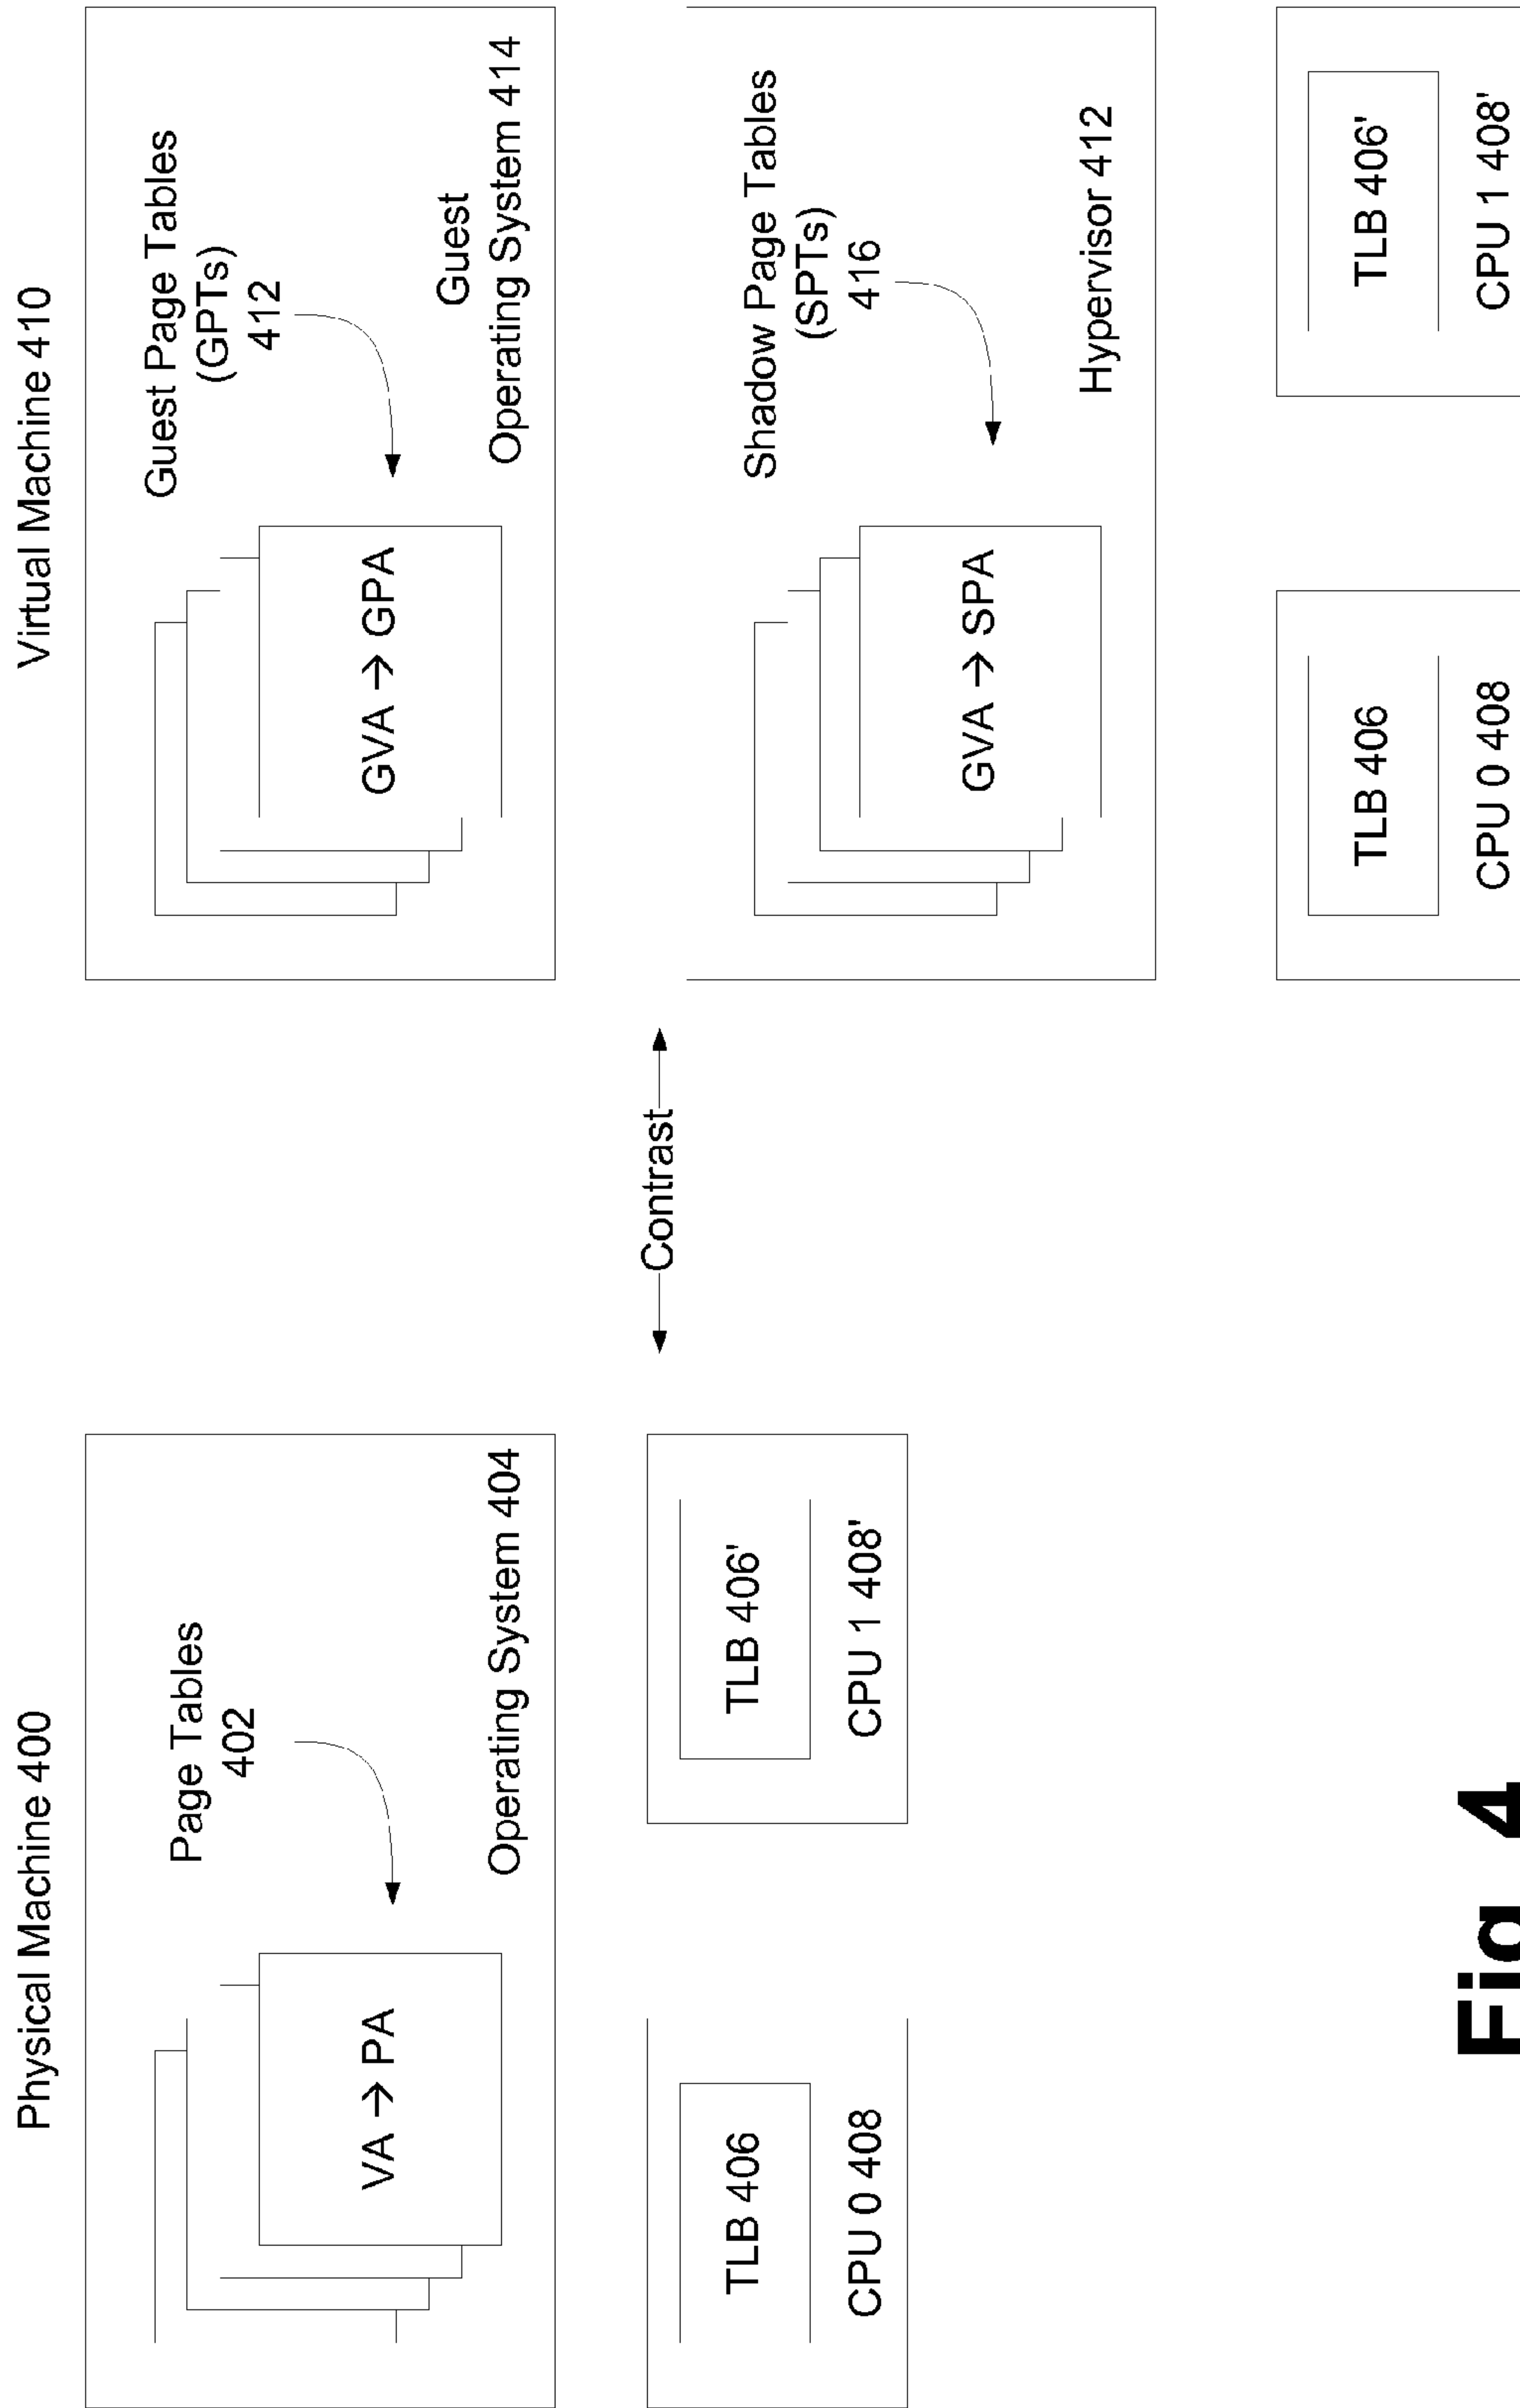 Physical Machine 400
Page Tables
402
VA → PA
Operating System 404
TLB 406
CPU 0 408
TLB 406'
CPU 1 408'
Contrast
Virtual Machine 410
Guest Page Tables
(GPTs)
412
GVA → GPA
Guest
Operating System 414
Shadow Page Tables
(SPTs)
416
GVA → SPA
Hypervisor 412
TLB 406
CPU 0 408
TLB 406'
CPU 1 408'
Fig 4